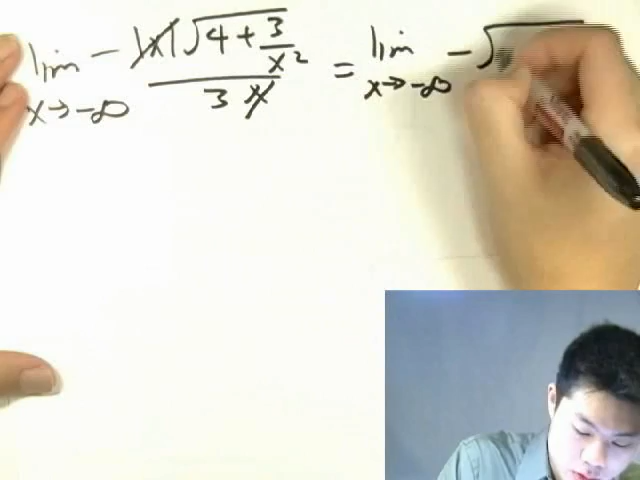 lim x→-∞ - |x|√(4 + 3/x²) / 3x = lim x→-∞ -√